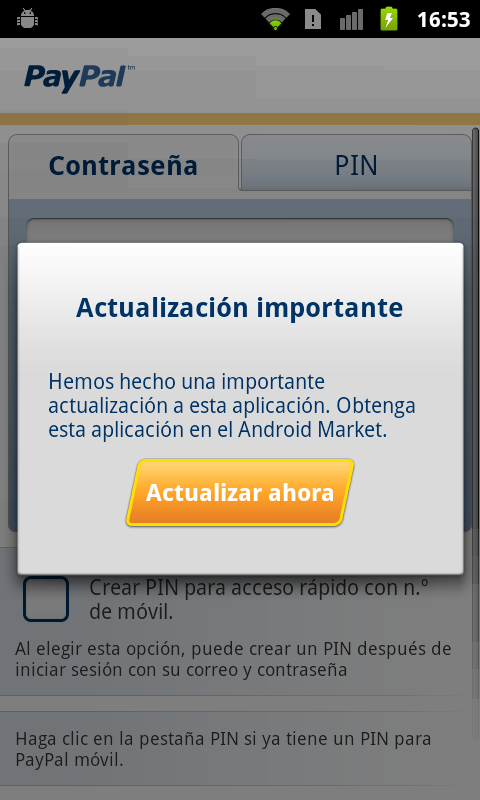 16:53
PayPal™
Contraseña
PIN
Actualización importante
Hemos hecho una importante
actualización a esta aplicación. Obtenga
esta aplicación en el Android Market.
Actualizar ahora
Crear PIN para acceso rápido con n.º
de móvil.
Al elegir esta opción, puede crear un PIN después de
iniciar sesión con su correo y contraseña
Haga clic en la pestaña PIN si ya tiene un PIN para
PayPal móvil.